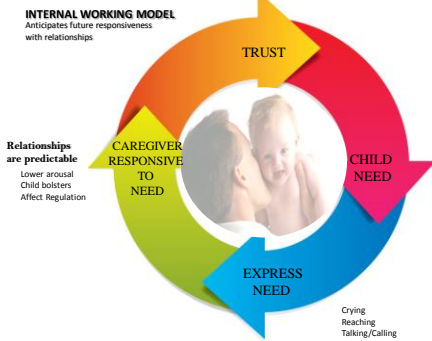 INTERNAL WORKING MODEL
Anticipates future responsiveness
with relationships
TRUST
Relationships
are predictable
Lower arousal
Child bolsters
Affect Regulation
CAREGIVER
RESPONSIVE
TO
NEED
CHILD
NEED
EXPRESS
NEED
Crying
Reaching
Talking/Calling